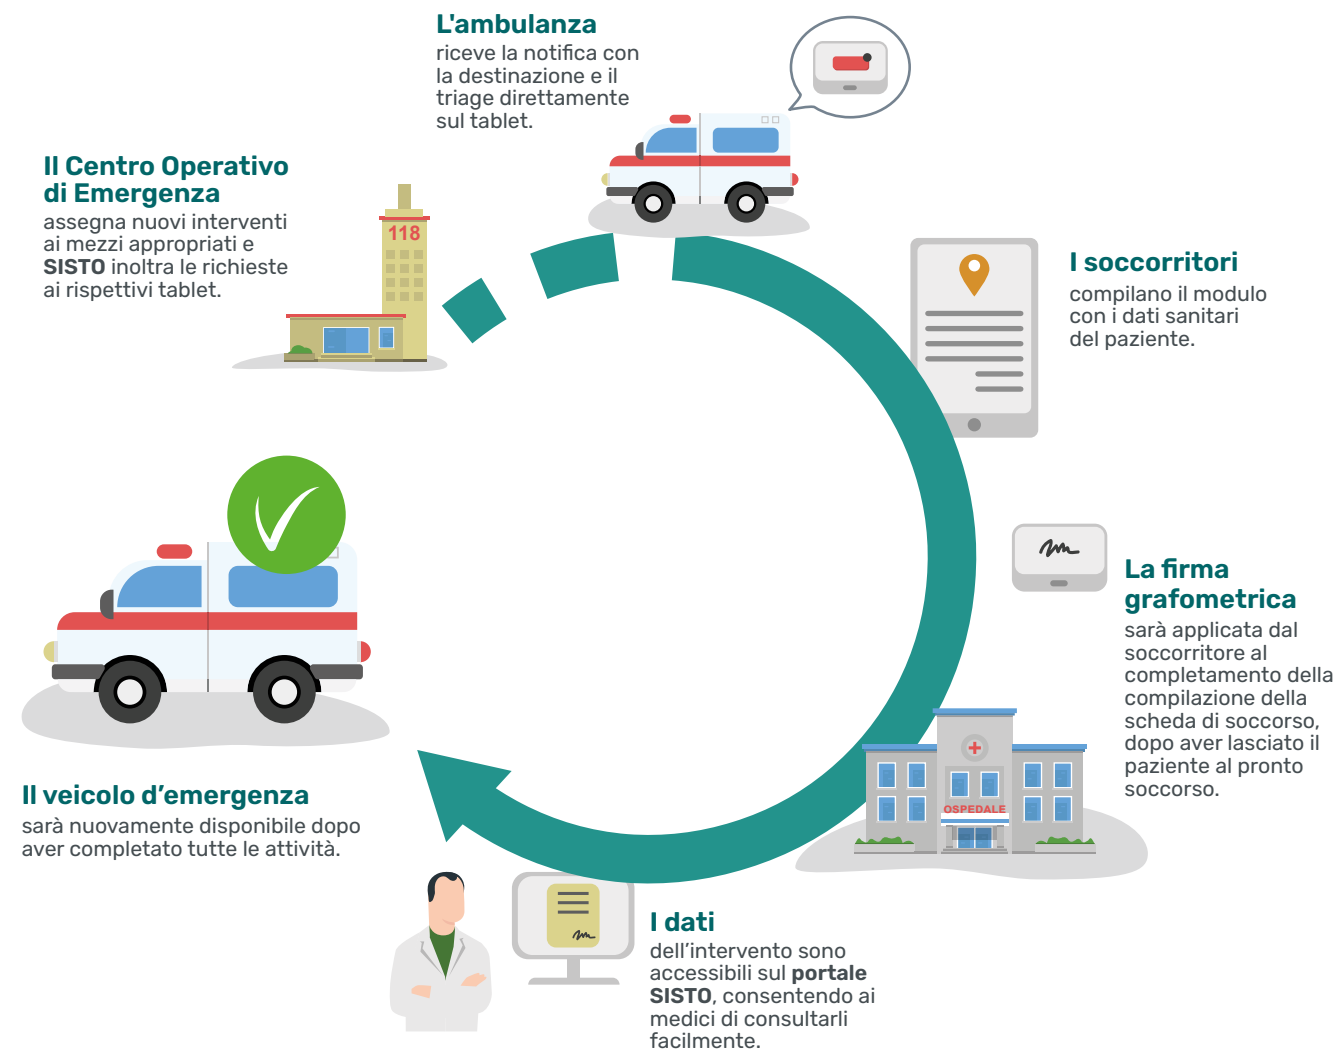 L'ambulanza
riceve la notifica con
la destinazione e il
triage direttamente
sul tablet.
Il Centro Operativo
di Emergenza
assegna nuovi interventi
ai mezzi appropriati e
SISTO inoltra le richieste
ai rispettivi tablet.
118
I soccorritori
compilano il modulo
con i dati sanitari
del paziente.
La firma
grafometrica
sarà applicata dal
soccorritore al
completamento della
compilazione della
scheda di soccorso,
dopo aver lasciato il
paziente al pronto
soccorso.
OSPEDALE
I dati
dell'intervento sono
accessibili sul portale
SISTO, consentendo ai
medici di consultarli
facilmente.
Il veicolo d'emergenza
sarà nuovamente disponibile dopo
aver completato tutte le attività.